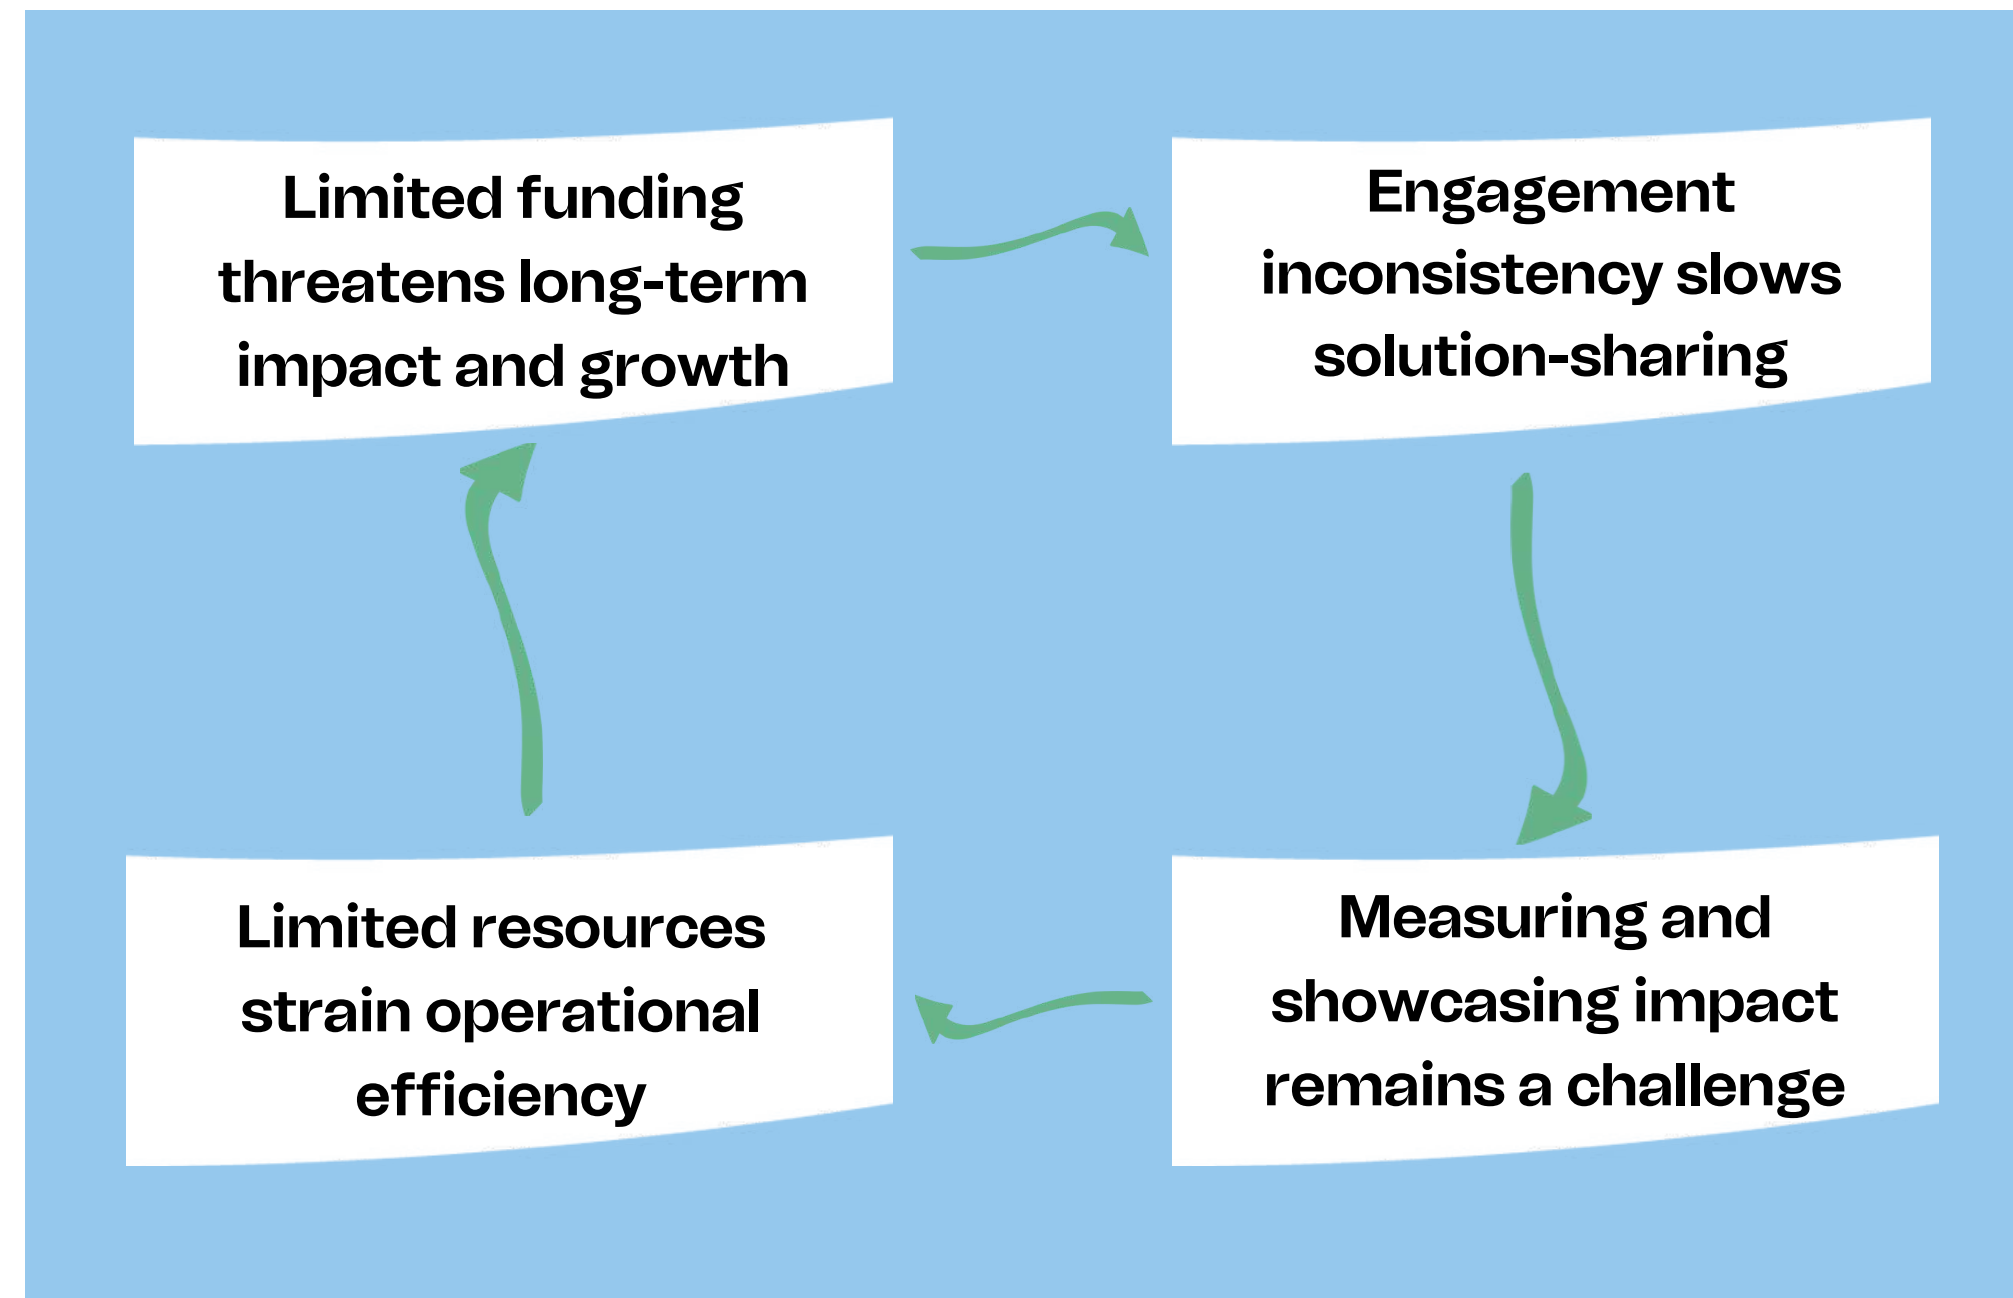 Limited funding
threatens long-term
impact and growth
Engagement
inconsistency slows
solution-sharing
Measuring and
showcasing impact
remains a challenge
Limited resources
strain operational
efficiency